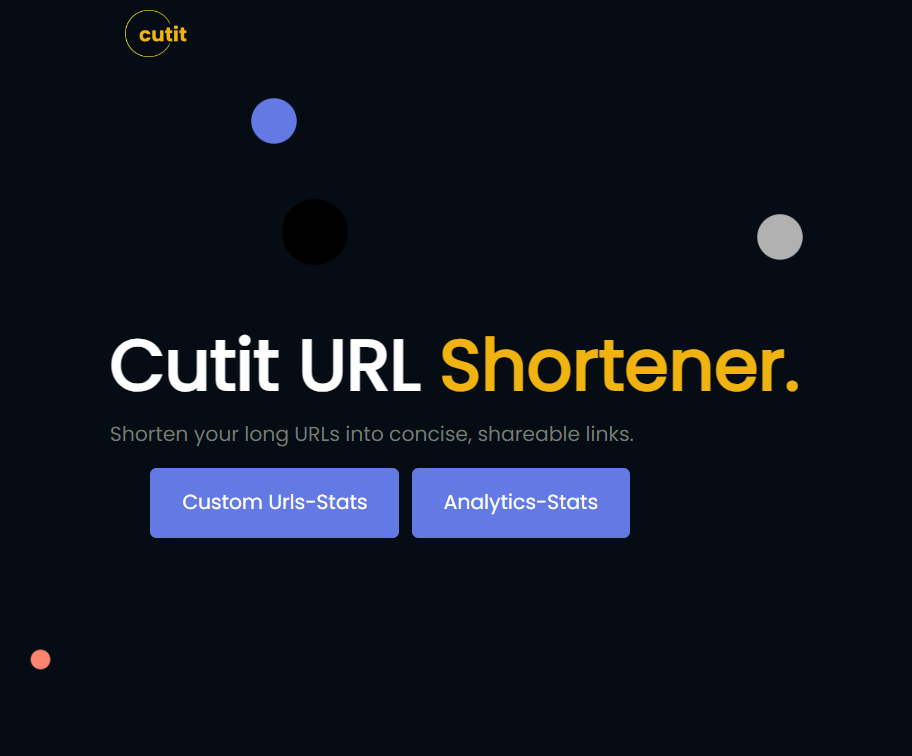 cutit
Cutit URL Shortener.
Shorten your long URLs into concise, shareable links.
Custom Urls-Stats
Analytics-Stats